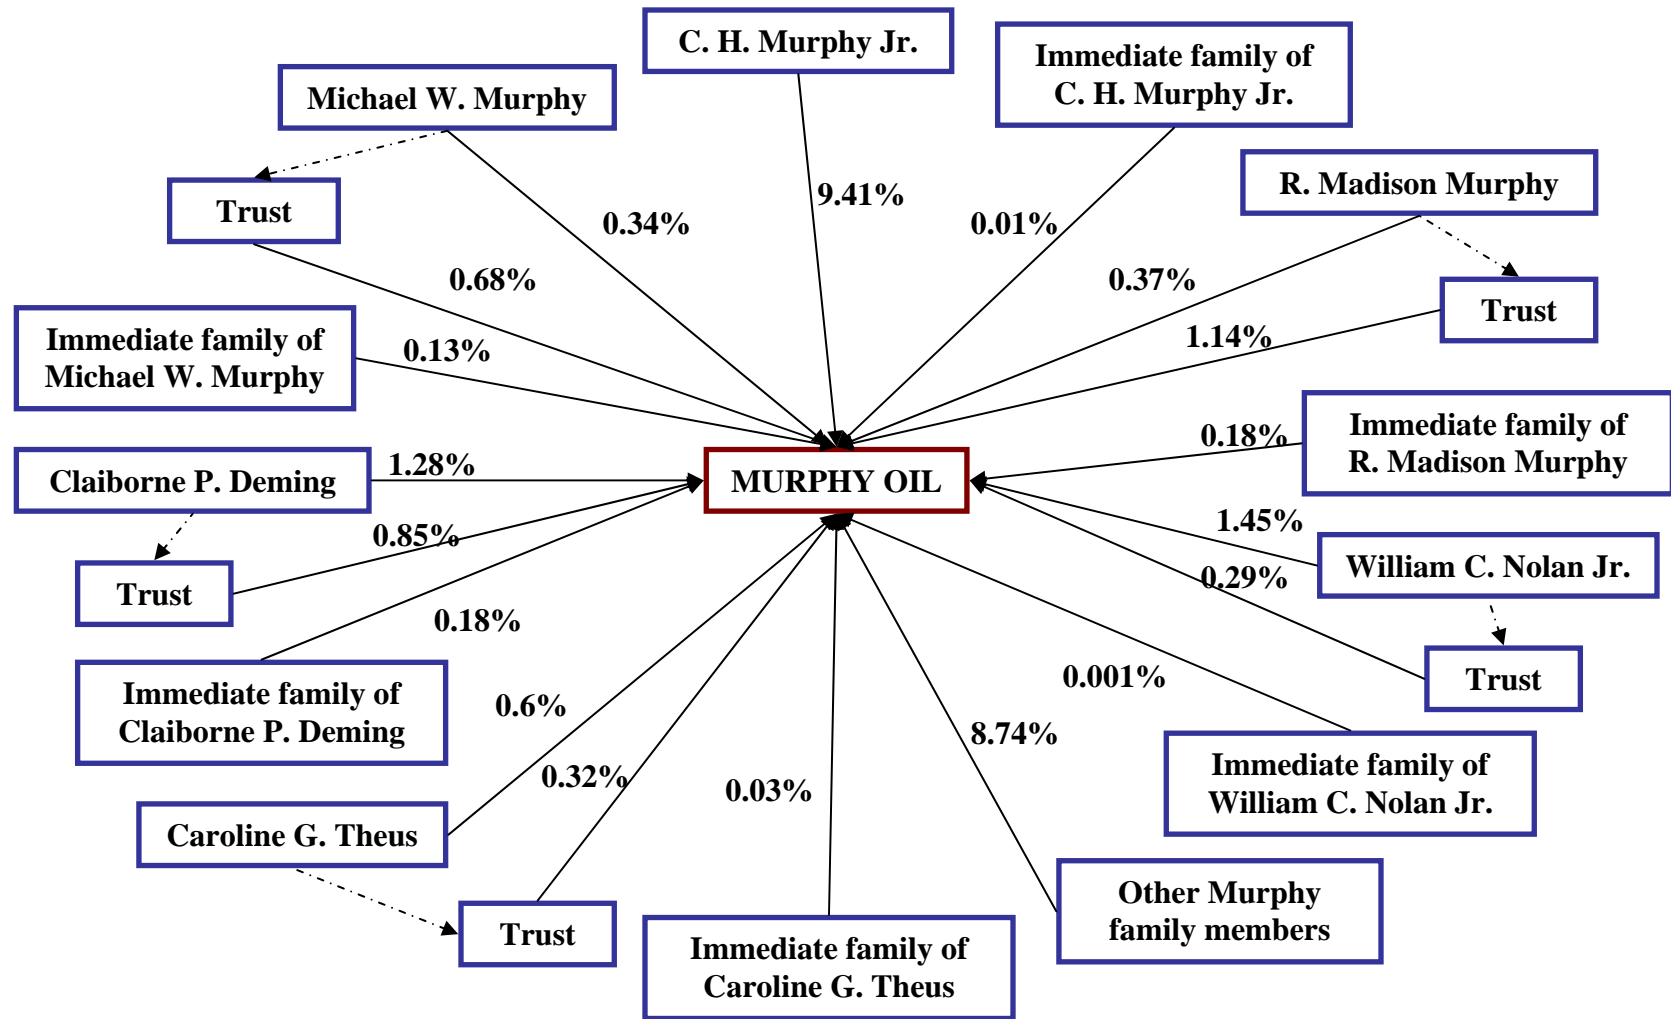 C. H. Murphy Jr.
Immediate family of
C. H. Murphy Jr.
Michael W. Murphy
R. Madison Murphy
Trust
9.41%
0.34%
0.01%
0.68%
0.37%
Trust
Immediate family of
Michael W. Murphy
0.13%
1.14%
Immediate family of
R. Madison Murphy
0.18%
Claiborne P. Deming
1.28%
MURPHY OIL
1.45%
0.85%
William C. Nolan Jr.
0.29%
Trust
0.18%
0.001%
Trust
Immediate family of
Claiborne P. Deming
0.6%
8.74%
0.32%
0.03%
Immediate family of
William C. Nolan Jr.
Caroline G. Theus
Other Murphy
family members
Trust
Immediate family of
Caroline G. Theus